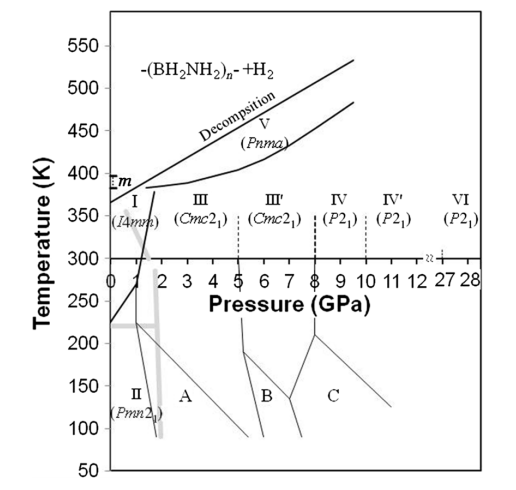 550
500
450
400
350
300
250
200
150
100
50
Temperature (K)
-(BH₂NH₂)ₙ-+H₂
Decompsition
V
(Pnma)
m
I
(I4mm)
III
(Cmc2₁)
III'
(Cmc2₁)
IV
(P2₁)
IV'
(P2₁)
VI
(P2₁)
0 1 2 3 4 5 6 7 8 9 10 11 12 ≈ 27 28
Pressure (GPa)
II
(Pmn2₁)
A
B
C